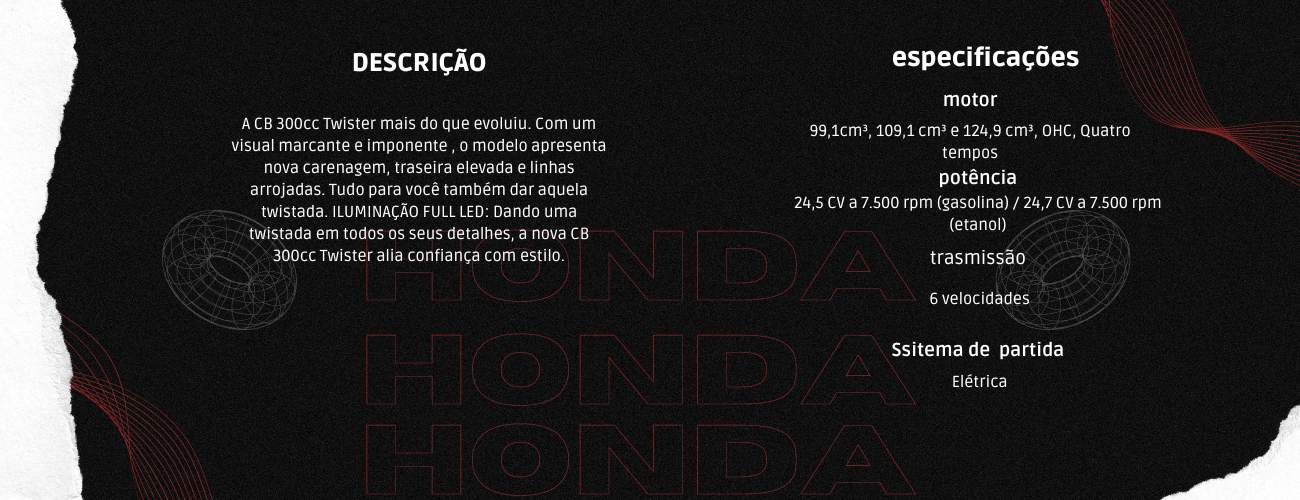 DESCRIÇÃO
A CB 300cc Twister mais do que evoluiu. Com um
visual marcante e imponente , o modelo apresenta
nova carenagem, traseira elevada e linhas
arrojadas. Tudo para você também dar aquela
twistada. ILUMINAÇÃO FULL LED: Dando uma
twistada em todos os seus detalhes, a nova CB
300cc Twister alia confiança com estilo.
especificações
motor
99,1cm³, 109,1 cm³ e 124,9 cm³, OHC, Quatro
tempos
potência
24,5 CV a 7.500 rpm (gasolina) / 24,7 CV a 7.500 rpm
(etanol)
trasmissão
6 velocidades
Ssitema de partida
Elétrica
HONDA
HONDA
HONDA